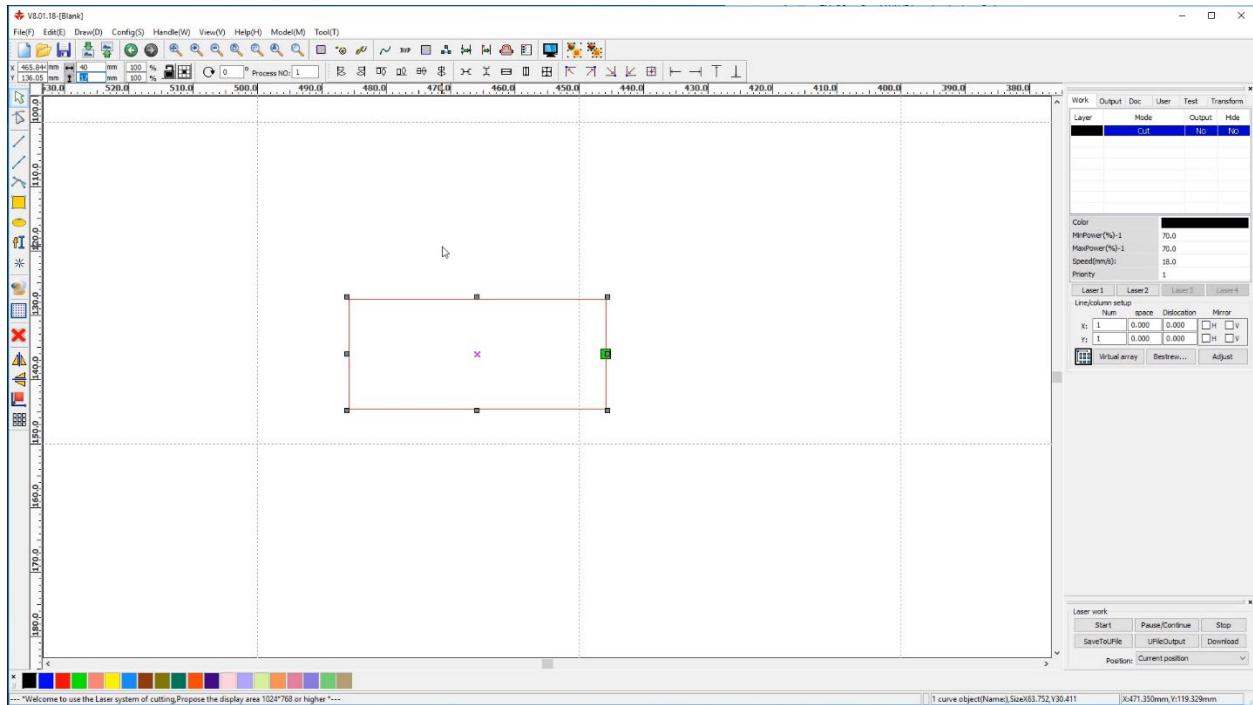 V8.01.18-[Blank]
File(F) Edit(E) Draw(D) Config(S) Handle(W) View(V) Help(H) Model(M) Tool(T)
X 465.844 mm 40 mm 100 %
Y 136.05 mm 17 mm 100 %
0 ° Process NO: 1
530.0 520.0 510.0 500.0 490.0 480.0 470.0 460.0 450.0 440.0 430.0 420.0 410.0 400.0 390.0 380.0
100.0
110.0
120.0
130.0
140.0
150.0
160.0
170.0
180.0
Work Output Doc User Test Transform
Layer Mode Output Hide
Cut No No
Color
MinPower(%)-1 70.0
MaxPower(%)-1 70.0
Speed(mm/s): 18.0
Priority 1
Laser1 Laser2 Laser3 Laser4
Line/column setup
Num space Dislocation Mirror
X: 1 0.000 0.000 H V
Y: 1 0.000 0.000 H V
Virtual array Bestrew... Adjust
Laser work
Start Pause/Continue Stop
SaveToUFile UFileOutput Download
Position: Current position
--- *Welcome to use the Laser system of cutting,Propose the display area 1024*768 or higher *---
1 curve object(Name:),SizeX63.752,Y30.411
X:471.350mm,Y:119.329mm